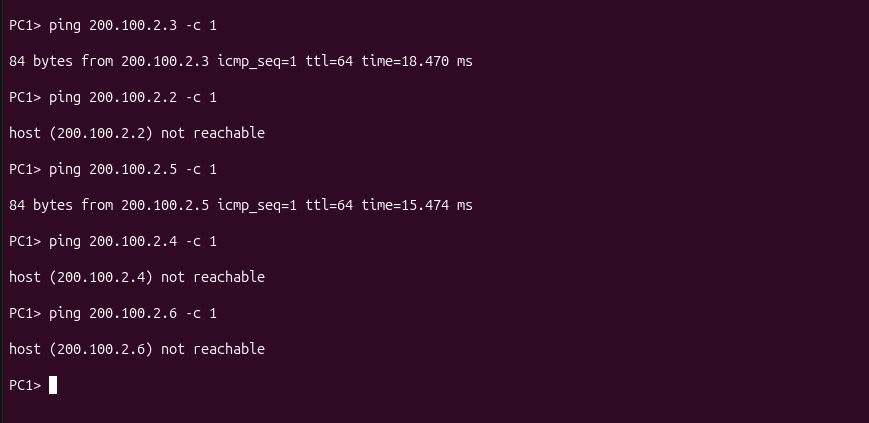 PC1> ping 200.100.2.3 -c 1
84 bytes from 200.100.2.3 icmp_seq=1 ttl=64 time=18.470 ms
PC1> ping 200.100.2.2 -c 1
host (200.100.2.2) not reachable
PC1> ping 200.100.2.5 -c 1
84 bytes from 200.100.2.5 icmp_seq=1 ttl=64 time=15.474 ms
PC1> ping 200.100.2.4 -c 1
host (200.100.2.4) not reachable
PC1> ping 200.100.2.6 -c 1
host (200.100.2.6) not reachable
PC1>